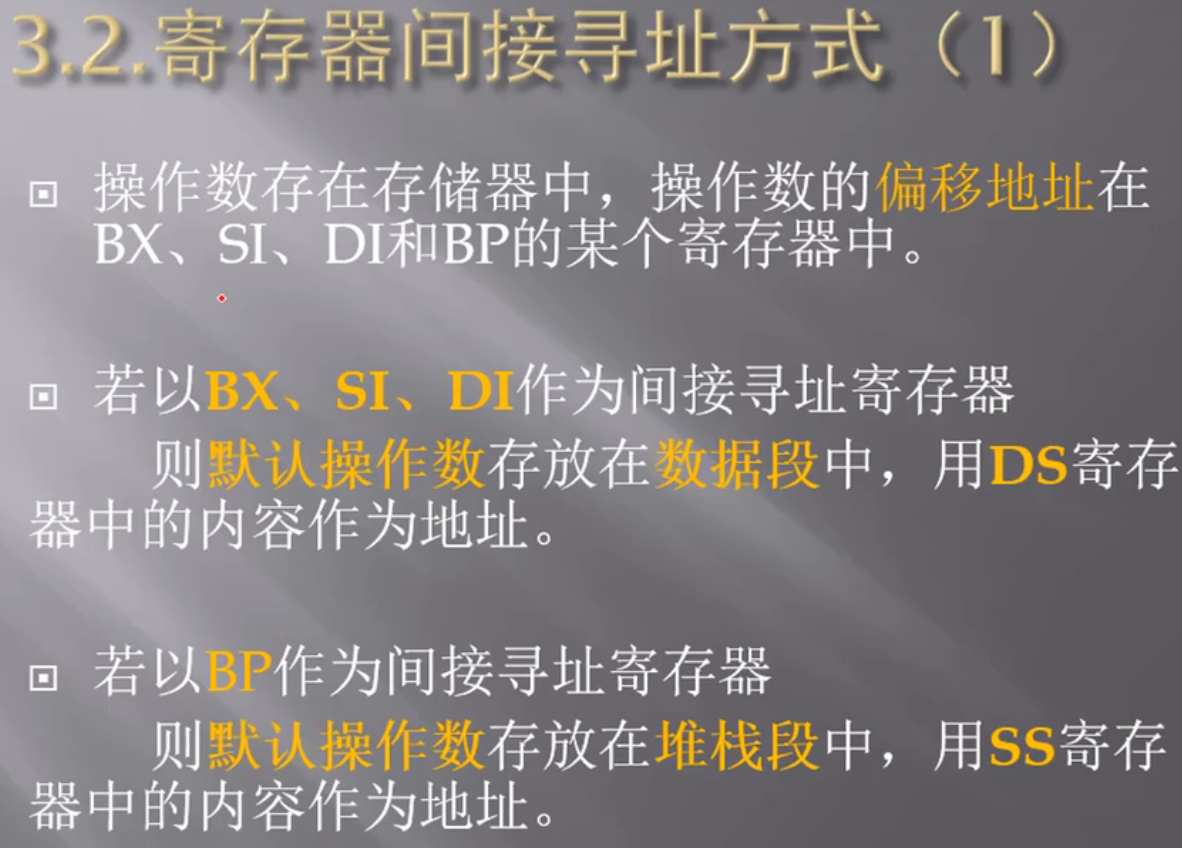 3.2.寄存器间接寻址方式（1）
操作数存在存储器中，操作数的偏移地址在
BX、SI、DI和BP的某个寄存器中。
若以BX、SI、DI作为间接寻址寄存器
则默认操作数存放在数据段中，用DS寄存
器中的内容作为地址。
若以BP作为间接寻址寄存器
则默认操作数存放在堆栈段中，用SS寄存
器中的内容作为地址。